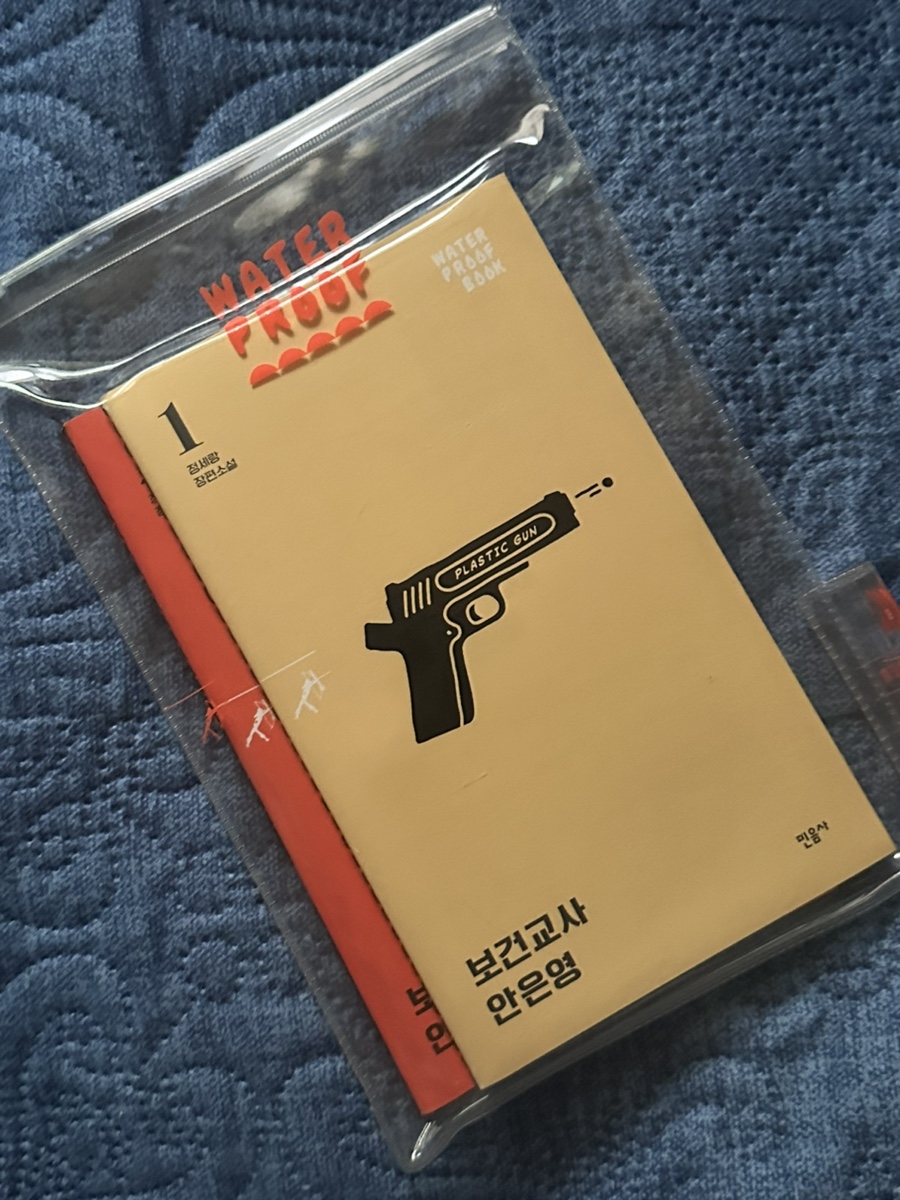 WATER
PROOF
WATER
PROOF
BOOK
1
정세랑
장편소설
PLASTIC GUN
민음사
보건교사
안은영